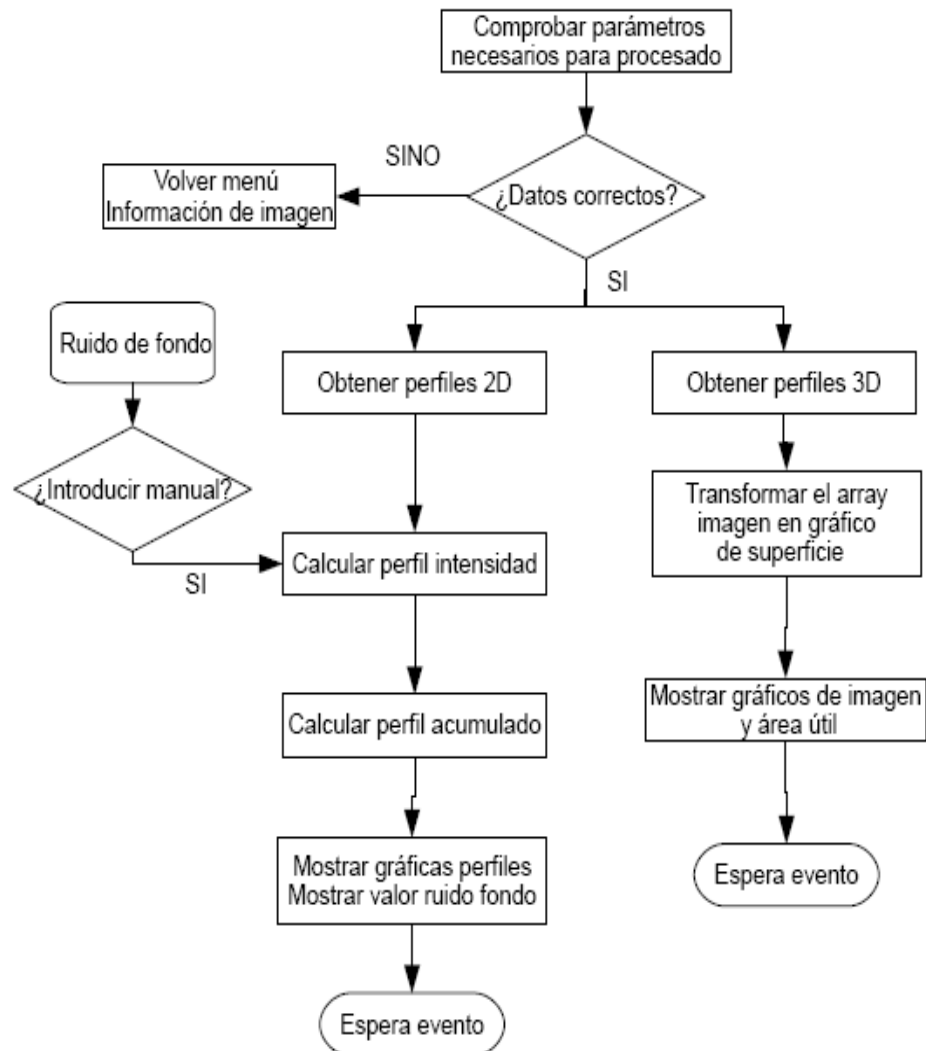 Comprobar parámetros
necesarios para procesado
SINO
¿Datos correctos?
Volver menú
Información de imagen
SI
Ruido de fondo
Obtener perfiles 2D
Obtener perfiles 3D
¿Introducir manual?
Transformar el array
imagen en gráfico
de superficie
SI
Calcular perfil intensidad
Calcular perfil acumulado
Mostrar gráficos de imagen
y área útil
Mostrar gráficas perfiles
Mostrar valor ruido fondo
Espera evento
Espera evento